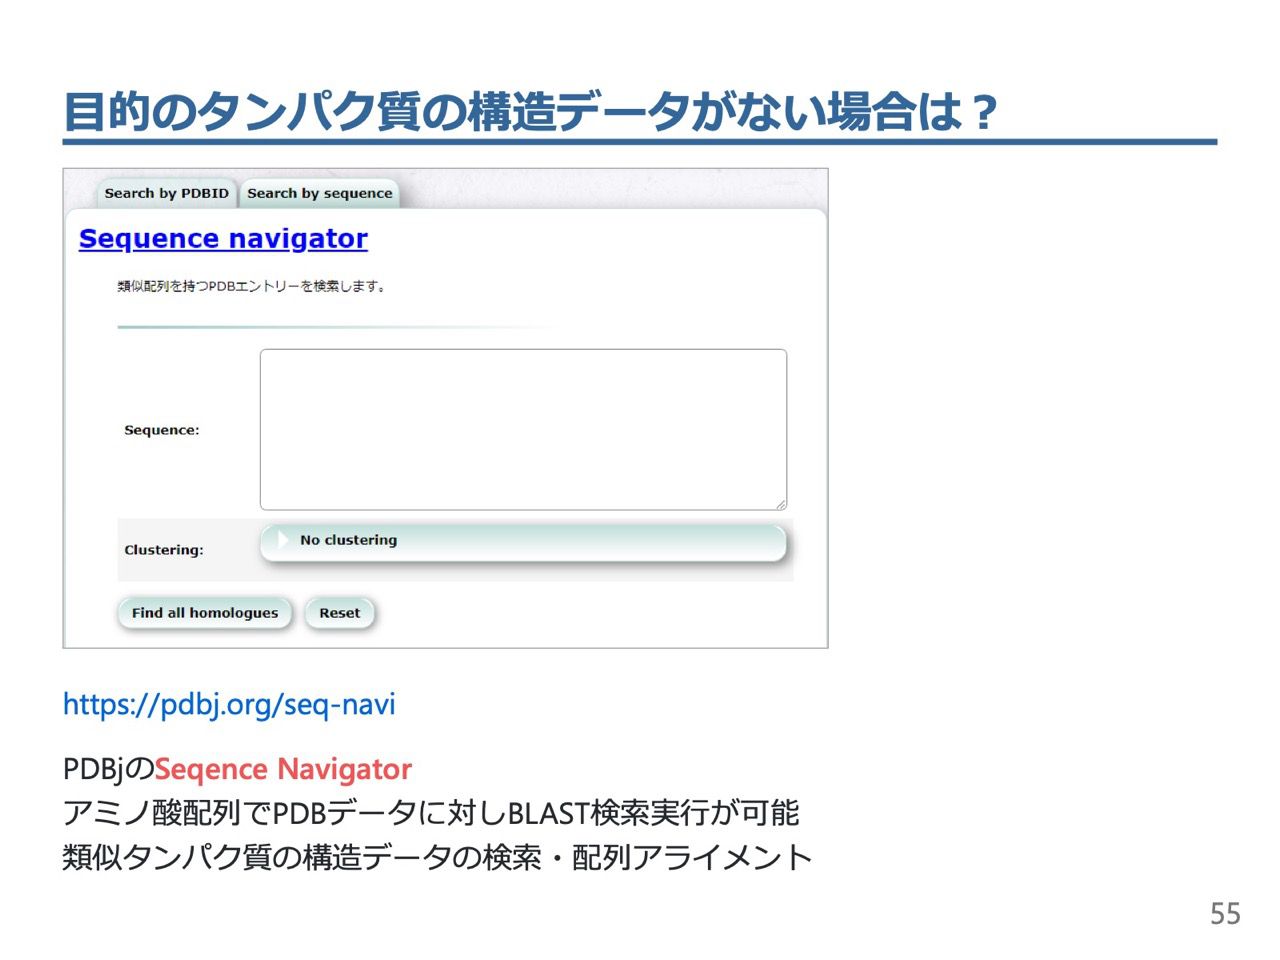 目的のタンパク質の構造データがない場合は？
Search by PDBID
Search by sequence
Sequence navigator
類似配列を持つPDBエントリーを検索します。
Sequence:
Clustering:
No clustering
Find all homologues
Reset
https://pdbj.org/seq-navi
PDBjのSeqence Navigator
アミノ酸配列でPDBデータに対しBLAST検索実行が可能
類似タンパク質の構造データの検索・配列アライメント
55